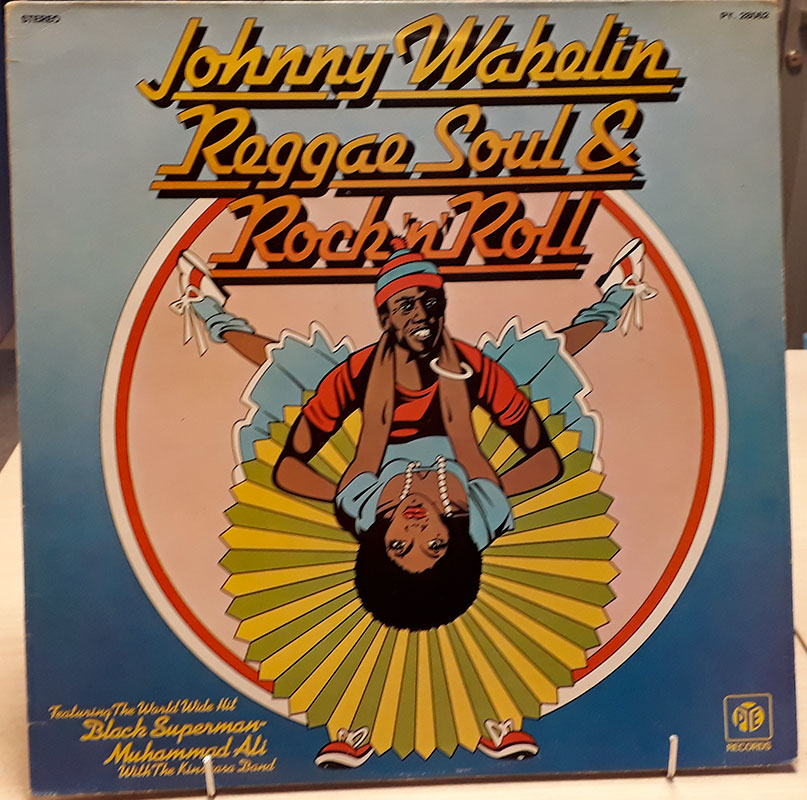 STEREO
PY. 28062
Johnny Wakelin
Reggae Soul &
Rock 'n' Roll
Featuring The World Wide Hit
Black Superman-
Muhammad Ali
With The Kinshasa Band
PYE
RECORDS